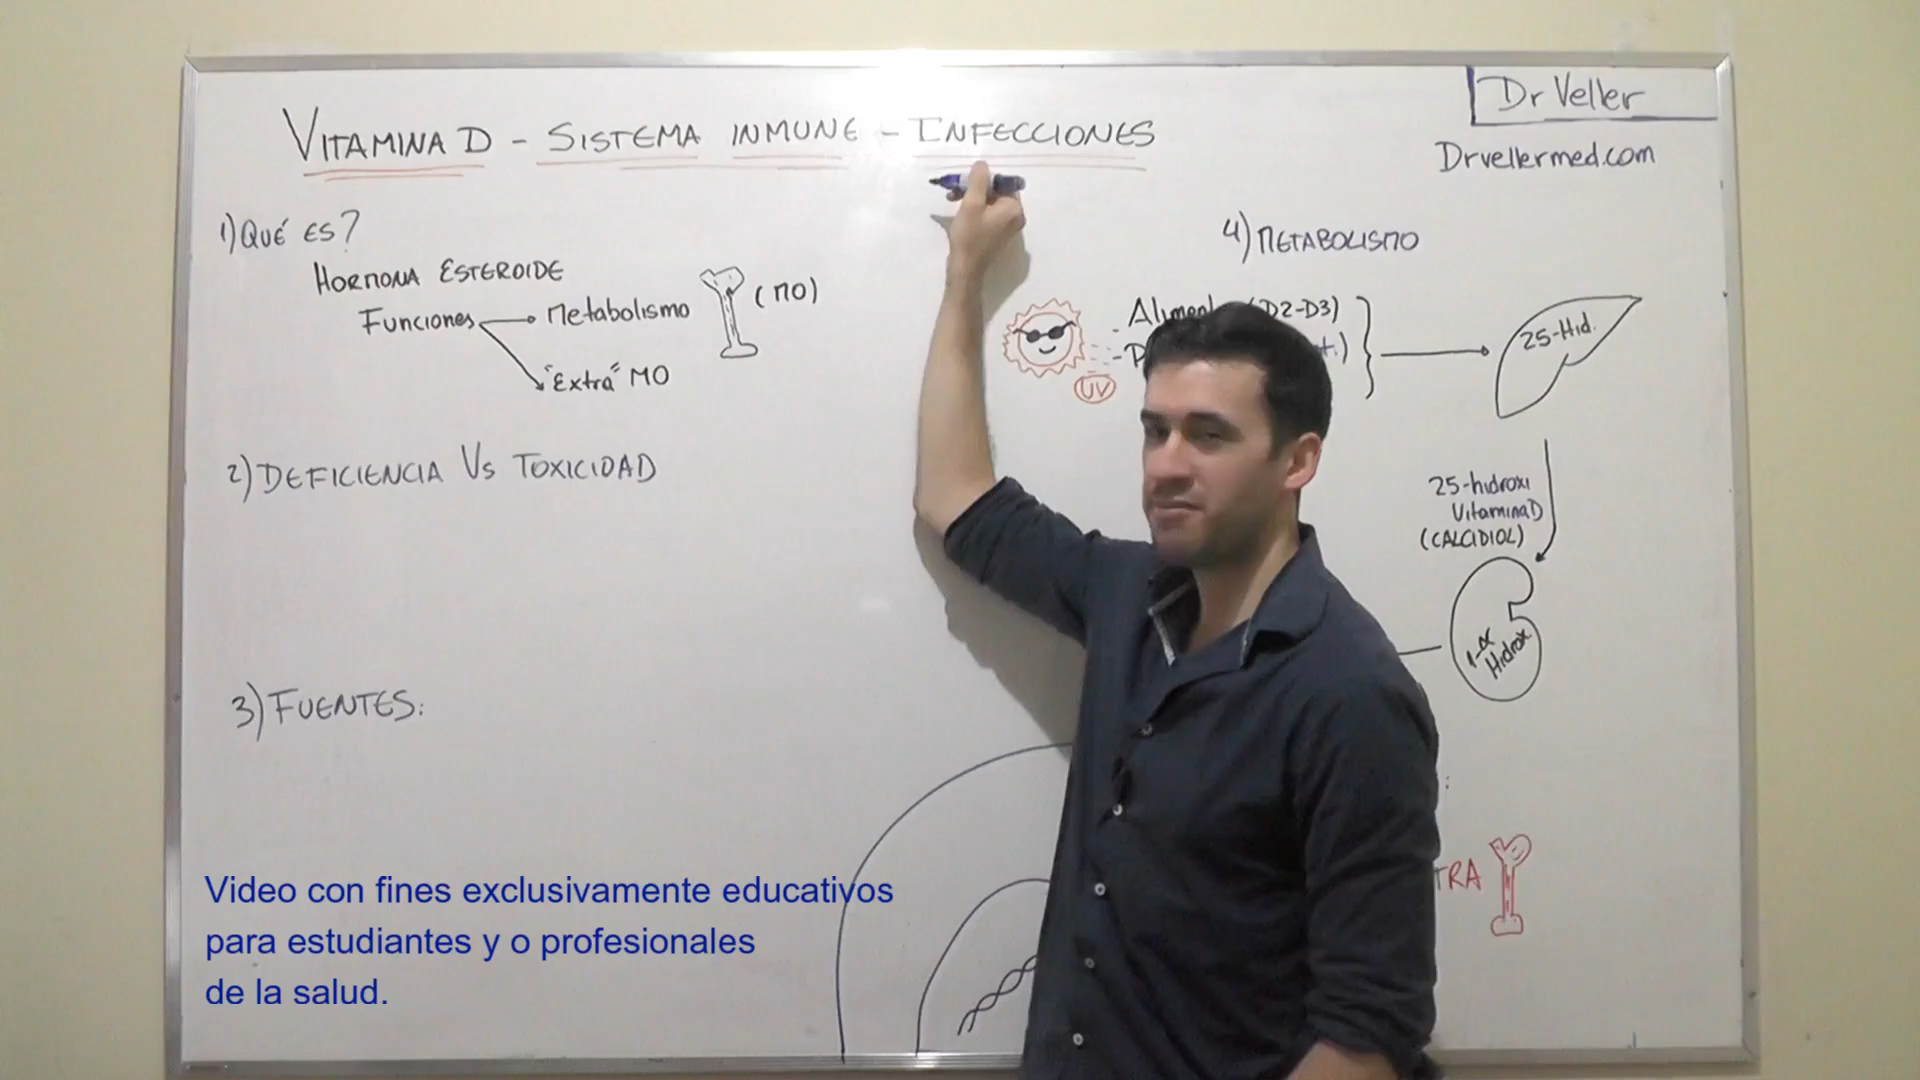 VITAMINA D - SISTEMA INMUNE - INFECCIONES
Dr Veller
Drvellermed.com
1) QUÉ ES?
HORMONA ESTEROIDE
Funciones
Metabolismo
(MO)
"Extra" MO
2) DEFICIENCIA Vs TOXICIDAD
3) FUENTES:
4) METABOLISMO
(D2-D3)
UV
25-Hid.
25-hidroxi
Vitamina D
(CALCIDIOL)
1-α
Hidrox
Video con fines exclusivamente educativos
para estudiantes y o profesionales
de la salud.